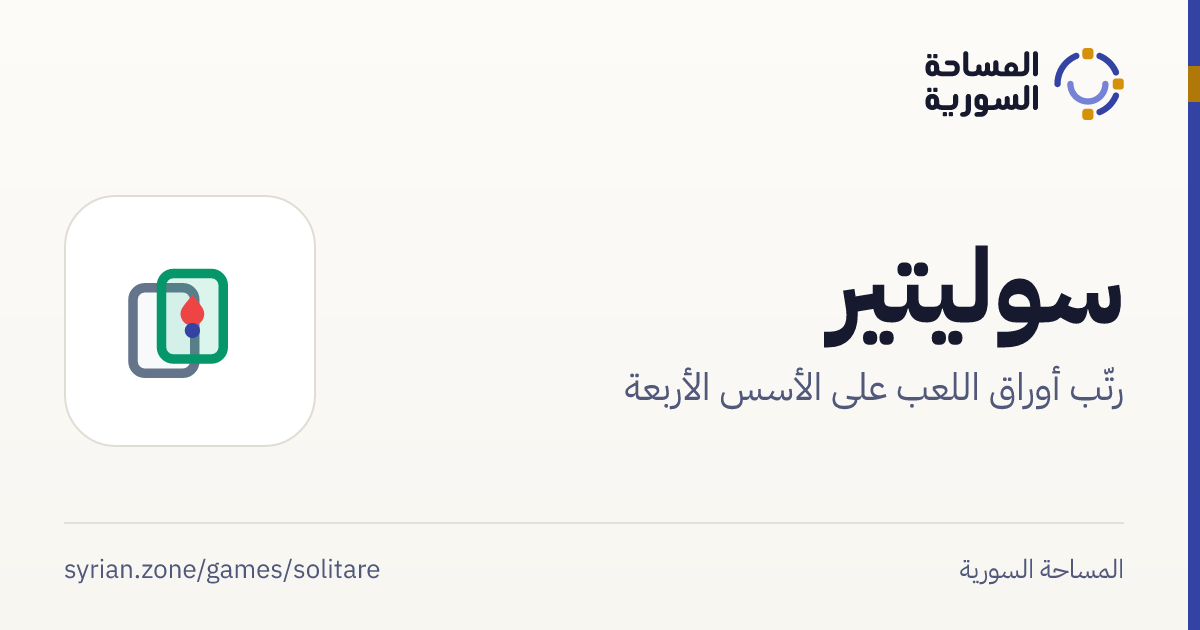 المساحة
السورية
سوليتير
رتّب أوراق اللعب على الأسس الأربعة
المساحة السورية
syrian.zone/games/solitare